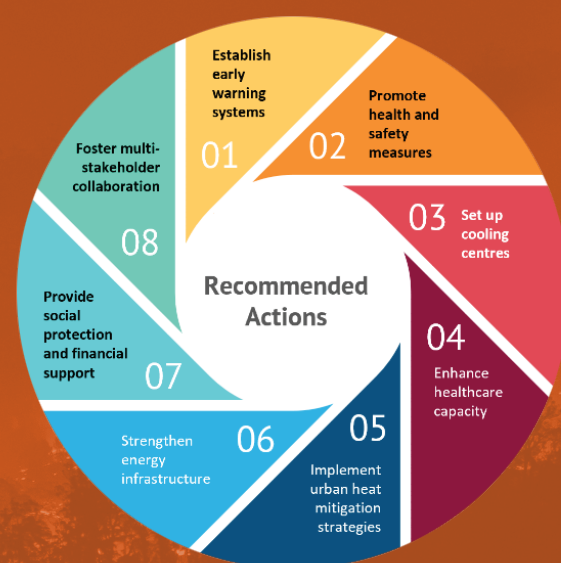 Recommended
Actions
Establish
early
warning
systems
01
Promote
health and
safety
measures
02
03
Set up
cooling
centres
04
Enhance
healthcare
capacity
05
Implement
urban heat
mitigation
strategies
06
Strengthen
energy
infrastructure
Provide
social
protection
and financial
support
07
Foster multi-
stakeholder
collaboration
08